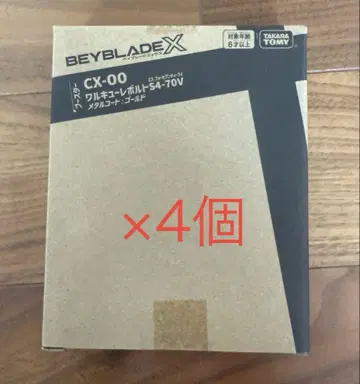 BEYBLADE X
ベイブレードエックス
対象年齢
6才以上
TAKARA
TOMY
ブースター
CX-00
ワルキューレボルトS4-70V
メタルコート:ゴールド
×4個